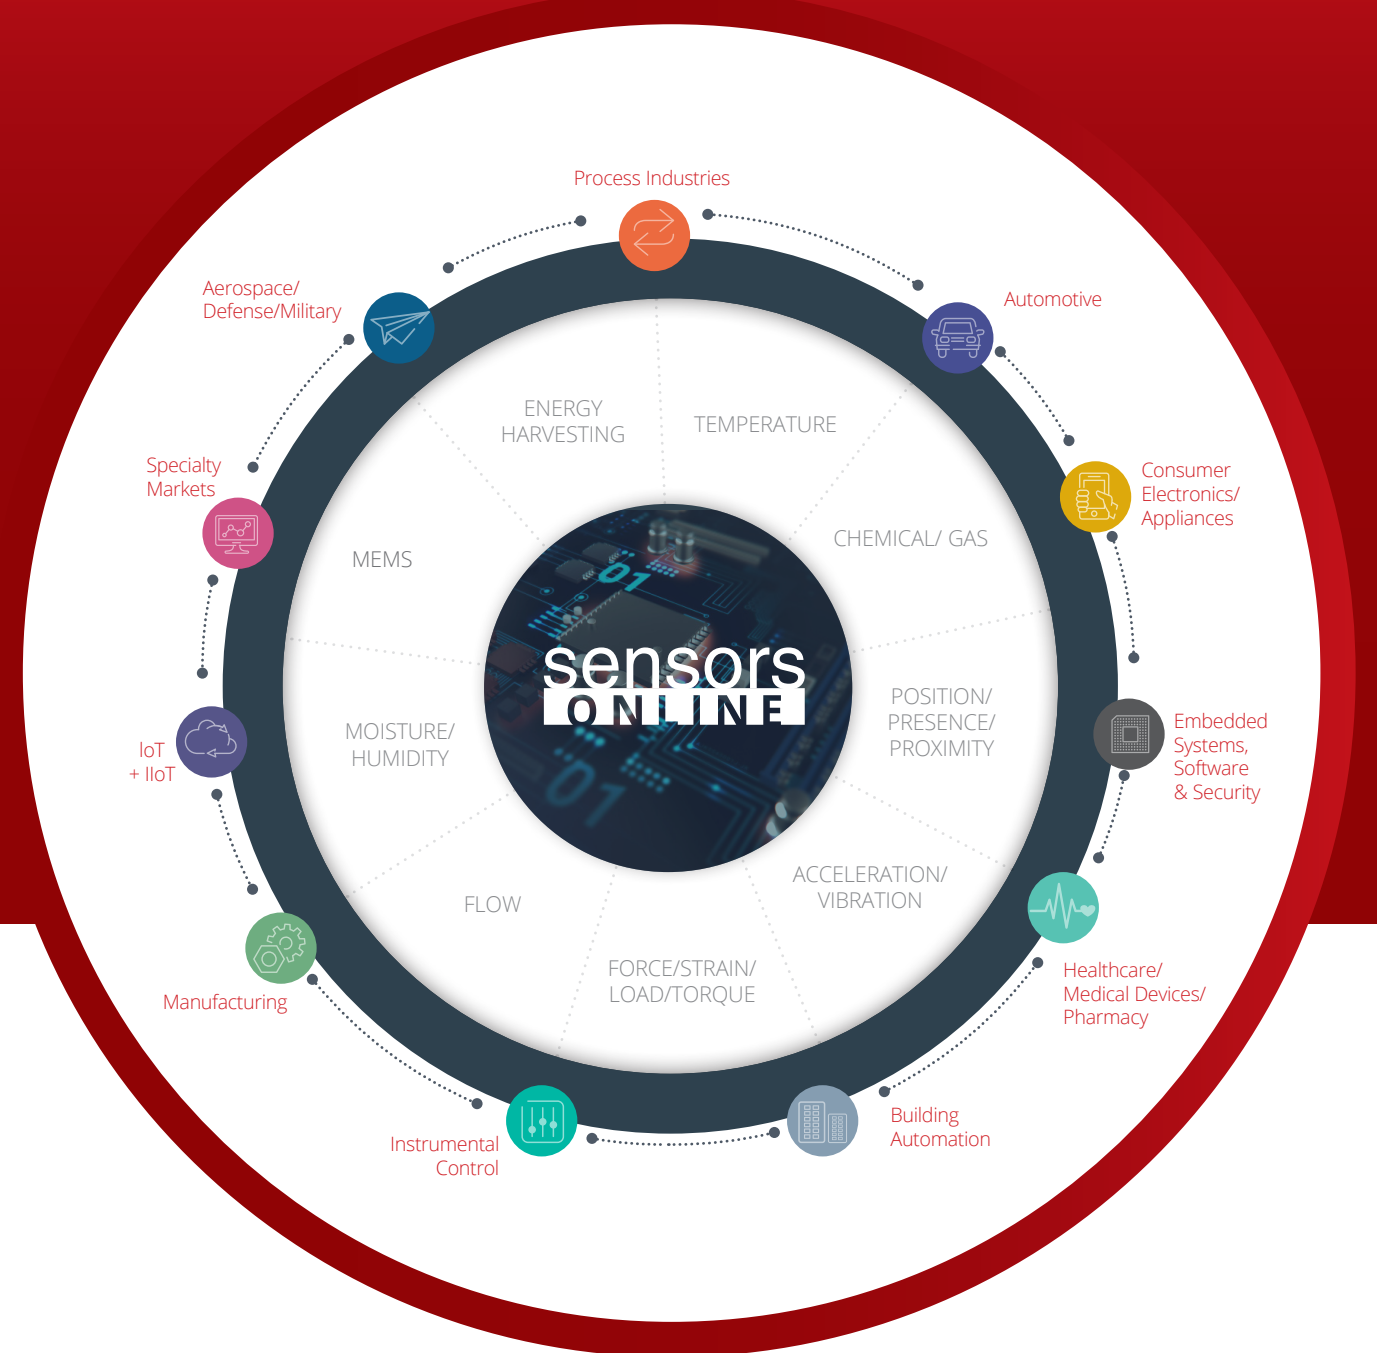 Process Industries
Automotive
Consumer
Electronics/
Appliances
Embedded
Systems,
Software
& Security
Healthcare/
Medical Devices/
Pharmacy
Building
Automation
Instrumental
Control
Manufacturing
IoT
+ IIoT
Specialty
Markets
Aerospace/
Defense/Military
ENERGY
HARVESTING
TEMPERATURE
CHEMICAL/ GAS
POSITION/
PRESENCE/
PROXIMITY
ACCELERATION/
VIBRATION
FORCE/STRAIN/
LOAD/TORQUE
FLOW
MOISTURE/
HUMIDITY
MEMS
01
sensors
ONLINE
01